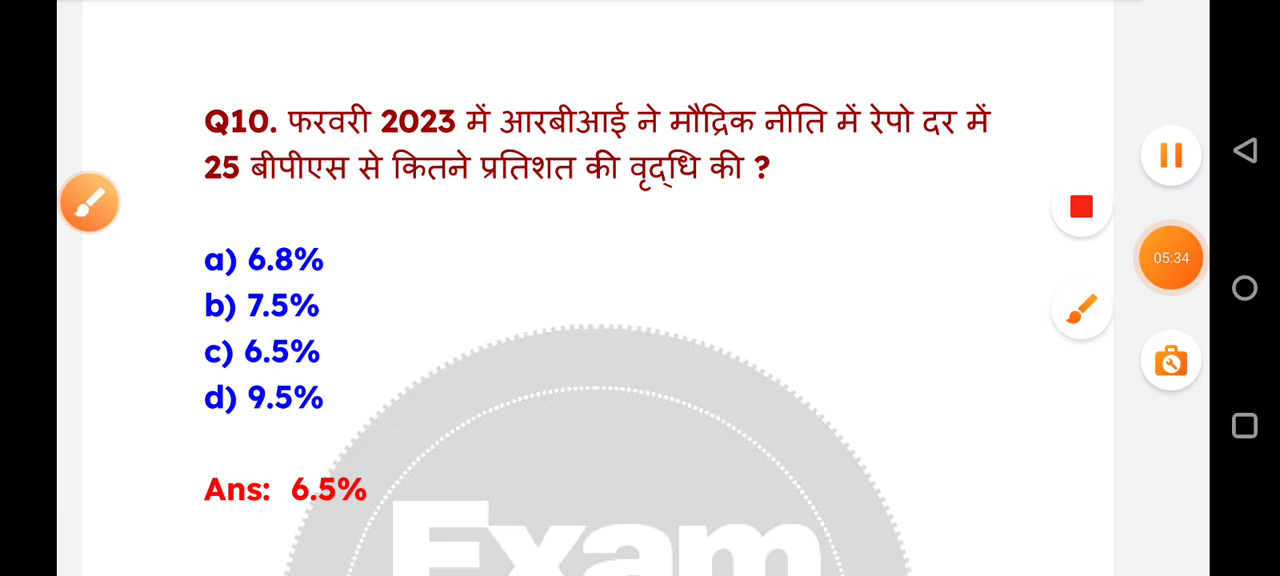 Q10. फरवरी 2023 में आरबीआई ने मौद्रिक नीति में रेपो दर में
25 बीपीएस से कितने प्रतिशत की वृद्धि की ?
a) 6.8%
b) 7.5%
c) 6.5%
d) 9.5%
Ans: 6.5%
Exam
05:34